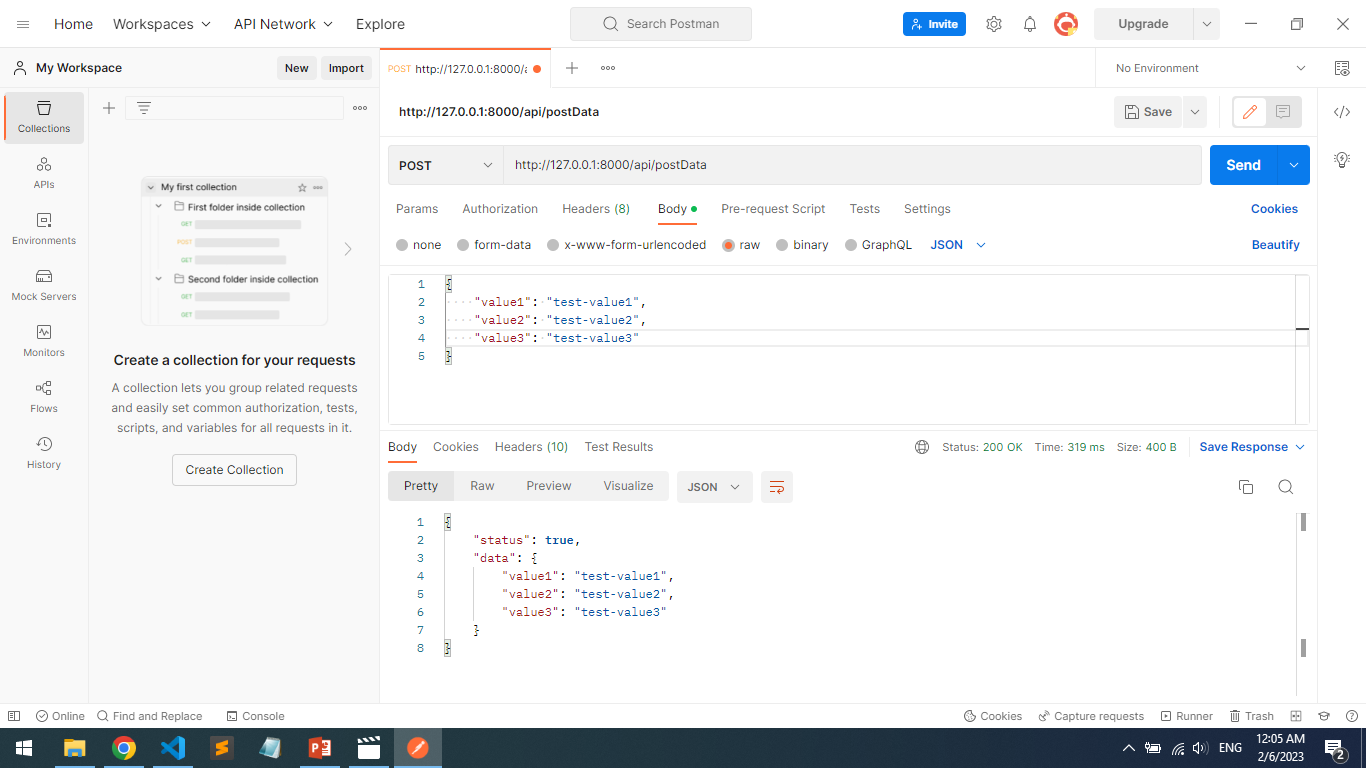 Home Workspaces API Network Explore Search Postman Invite Upgrade
My Workspace New Import POST http://127.0.0.1:8000/a No Environment
Collections
APIs
Environments
Mock Servers
Monitors
Flows
History
My first collection
First folder inside collection
GET
POST
GET
Second folder inside collection
GET
GET
Create a collection for your requests
A collection lets you group related requests
and easily set common authorization, tests,
scripts, and variables for all requests in it.
Create Collection
http://127.0.0.1:8000/api/postData Save
POST http://127.0.0.1:8000/api/postData Send
Params Authorization Headers (8) Body Pre-request Script Tests Settings Cookies
none form-data x-www-form-urlencoded raw binary GraphQL JSON Beautify
1 {
2 "value1": "test-value1",
3 "value2": "test-value2",
4 "value3": "test-value3"
5 }
Body Cookies Headers (10) Test Results Status: 200 OK Time: 319 ms Size: 400 B Save Response
Pretty Raw Preview Visualize JSON
1 {
2 "status": true,
3 "data": {
4 "value1": "test-value1",
5 "value2": "test-value2",
6 "value3": "test-value3"
7 }
8 }
Online Find and Replace Console Cookies Capture requests Runner Trash
ENG 12:05 AM
2/6/2023 2